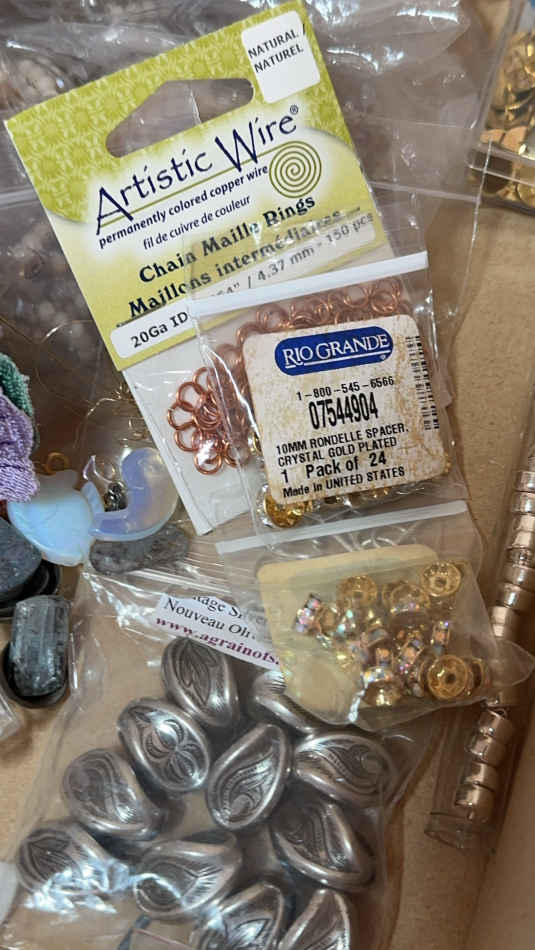 NATURAL /
NATUREL
Artistic Wire®
permanently colored copper wire
fil de cuivre de couleur
Chain Maille Rings
Maillons intermédiaires
20Ga ID 64" / 4.37 mm - 150 pcs
RIO GRANDE®
1-800-545-6566
07544904
10MM RONDELLE SPACER,
CRYSTAL GOLD PLATED
1 Pack of 24
Made in UNITED STATES
Nouveau
www.agrainofs